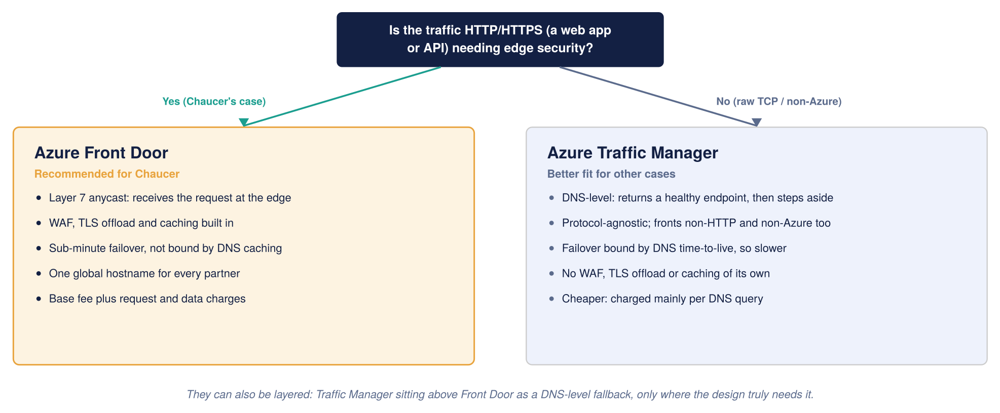 Is the traffic HTTP/HTTPS (a web app
or API) needing edge security?
Yes (Chaucer's case)
No (raw TCP / non-Azure)
Azure Front Door
Recommended for Chaucer
• Layer 7 anycast: receives the request at the edge
• WAF, TLS offload and caching built in
• Sub-minute failover, not bound by DNS caching
• One global hostname for every partner
• Base fee plus request and data charges
Azure Traffic Manager
Better fit for other cases
• DNS-level: returns a healthy endpoint, then steps aside
• Protocol-agnostic; fronts non-HTTP and non-Azure too
• Failover bound by DNS time-to-live, so slower
• No WAF, TLS offload or caching of its own
• Cheaper: charged mainly per DNS query
They can also be layered: Traffic Manager sitting above Front Door as a DNS-level fallback, only where the design truly needs it.